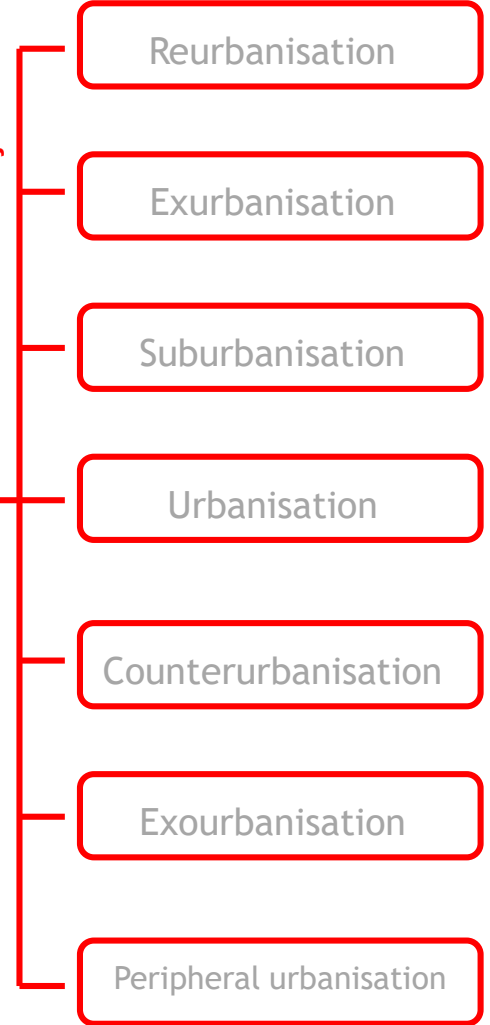 Reurbanisation
Exurbanisation
Suburbanisation
Urbanisation
Counterurbanisation
Exourbanisation
Peripheral urbanisation